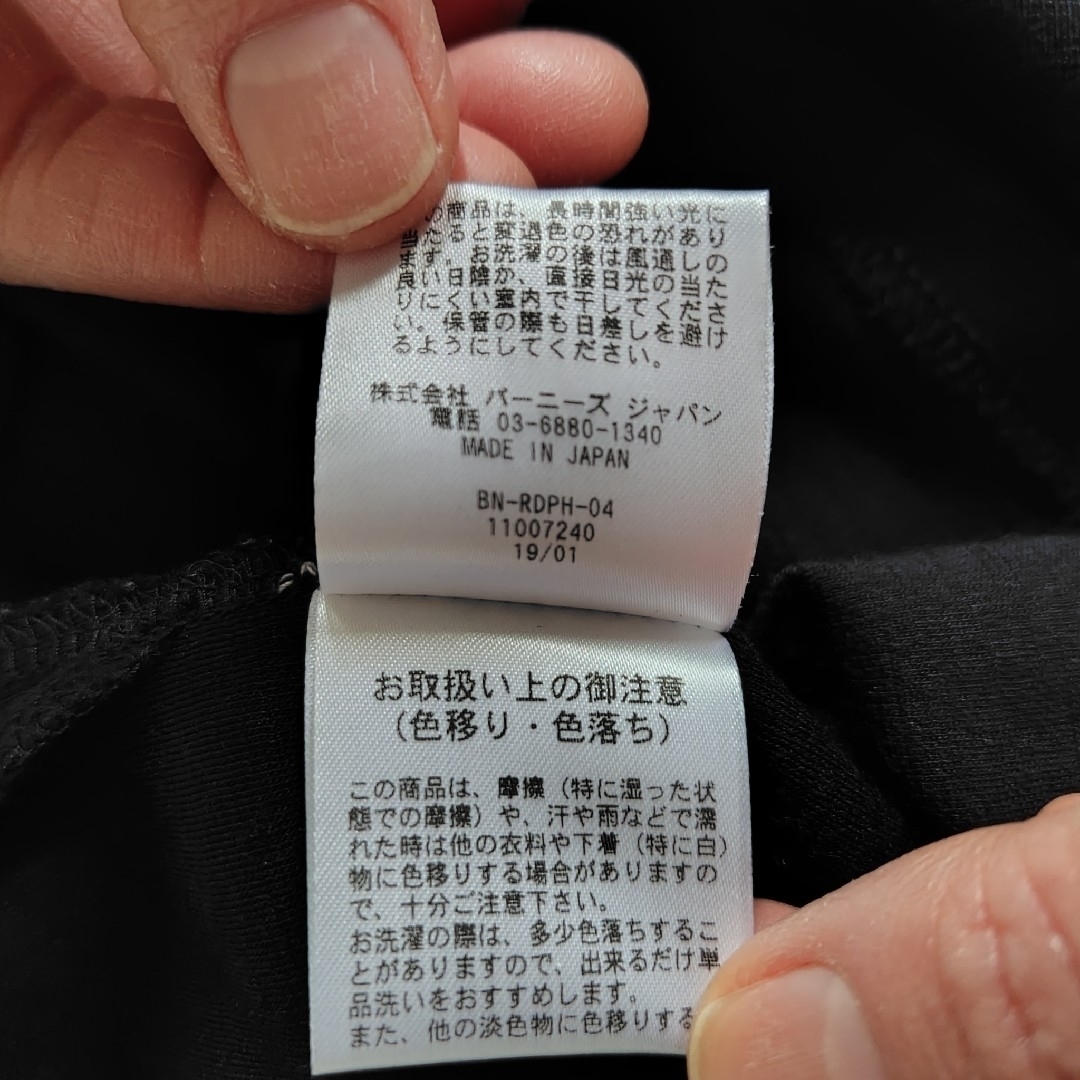 の商品は、長時間強い光に
当たると変退色の恐れがあり
ます。お洗濯の後は風通しの
良い日陰か、直接日光の当た
りにくい室内で干してくださ
い。保管の際も日差しを避け
るようにしてください。
株式会社 バーニーズ ジャパン
電話 03-6880-1340
MADE IN JAPAN
BN-RDPH-04
11007240
19/01
お取扱い上の御注意
(色移り・色落ち)
この商品は、摩擦(特に湿った状
態での摩擦)や、汗や雨などで濡
れた時は他の衣料や下着(特に白)
物に色移りする場合がありますの
で、十分ご注意下さい。
お洗濯の際は、多少色落ちするこ
とがありますので、出来るだけ単
品洗いをおすすめします。
また、他の淡色物に色移りする